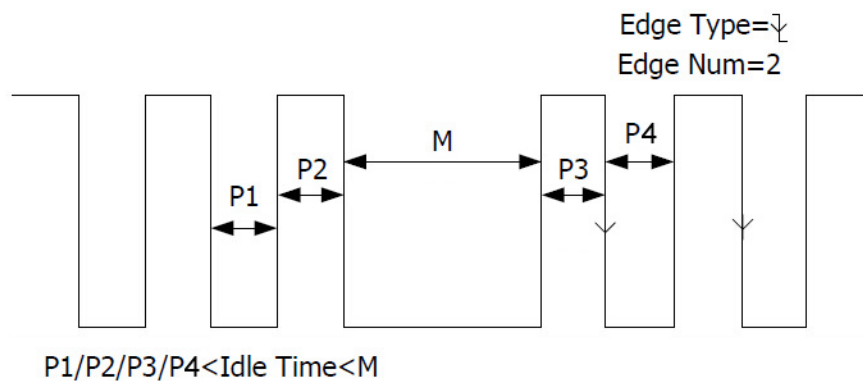 Edge Type=
Edge Num=2
M
P4
P2
P3
P1
P1/P2/P3/P4<Idle Time<M